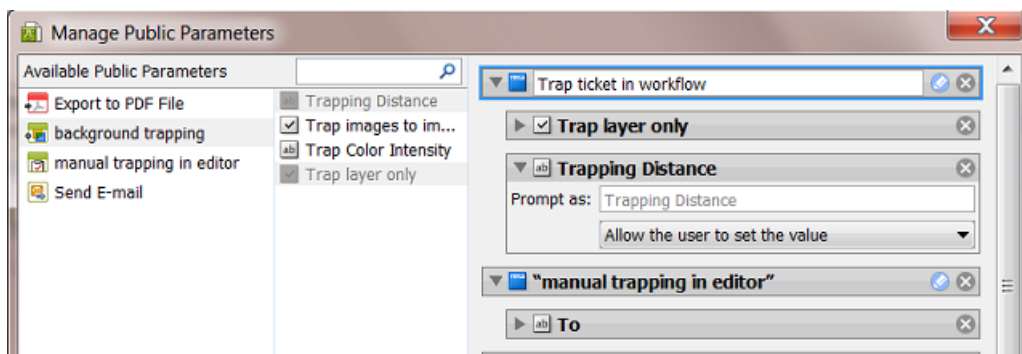 Manage Public Parameters
X
Available Public Parameters
Export to PDF File
background trapping
manual trapping in editor
Send E-mail
Trapping Distance
Trap images to im...
Trap Color Intensity
Trap layer only
Trap ticket in workflow
Trap layer only
Trapping Distance
Prompt as: Trapping Distance
Allow the user to set the value
"manual trapping in editor"
ab To